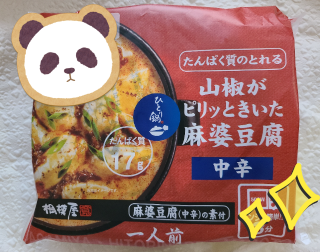 たんぱく質のとれる
山椒が
ピリッときいた
麻婆豆腐
中辛
ひと鍋
たんぱく質
17g
相模屋
麻婆豆腐(中辛)の素付
一人前